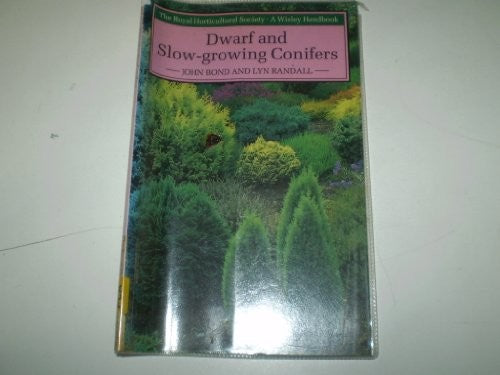 The Royal Horticultural Society · A Wisley Handbook
Dwarf and
Slow-growing Conifers
JOHN BOND AND LYN RANDALL